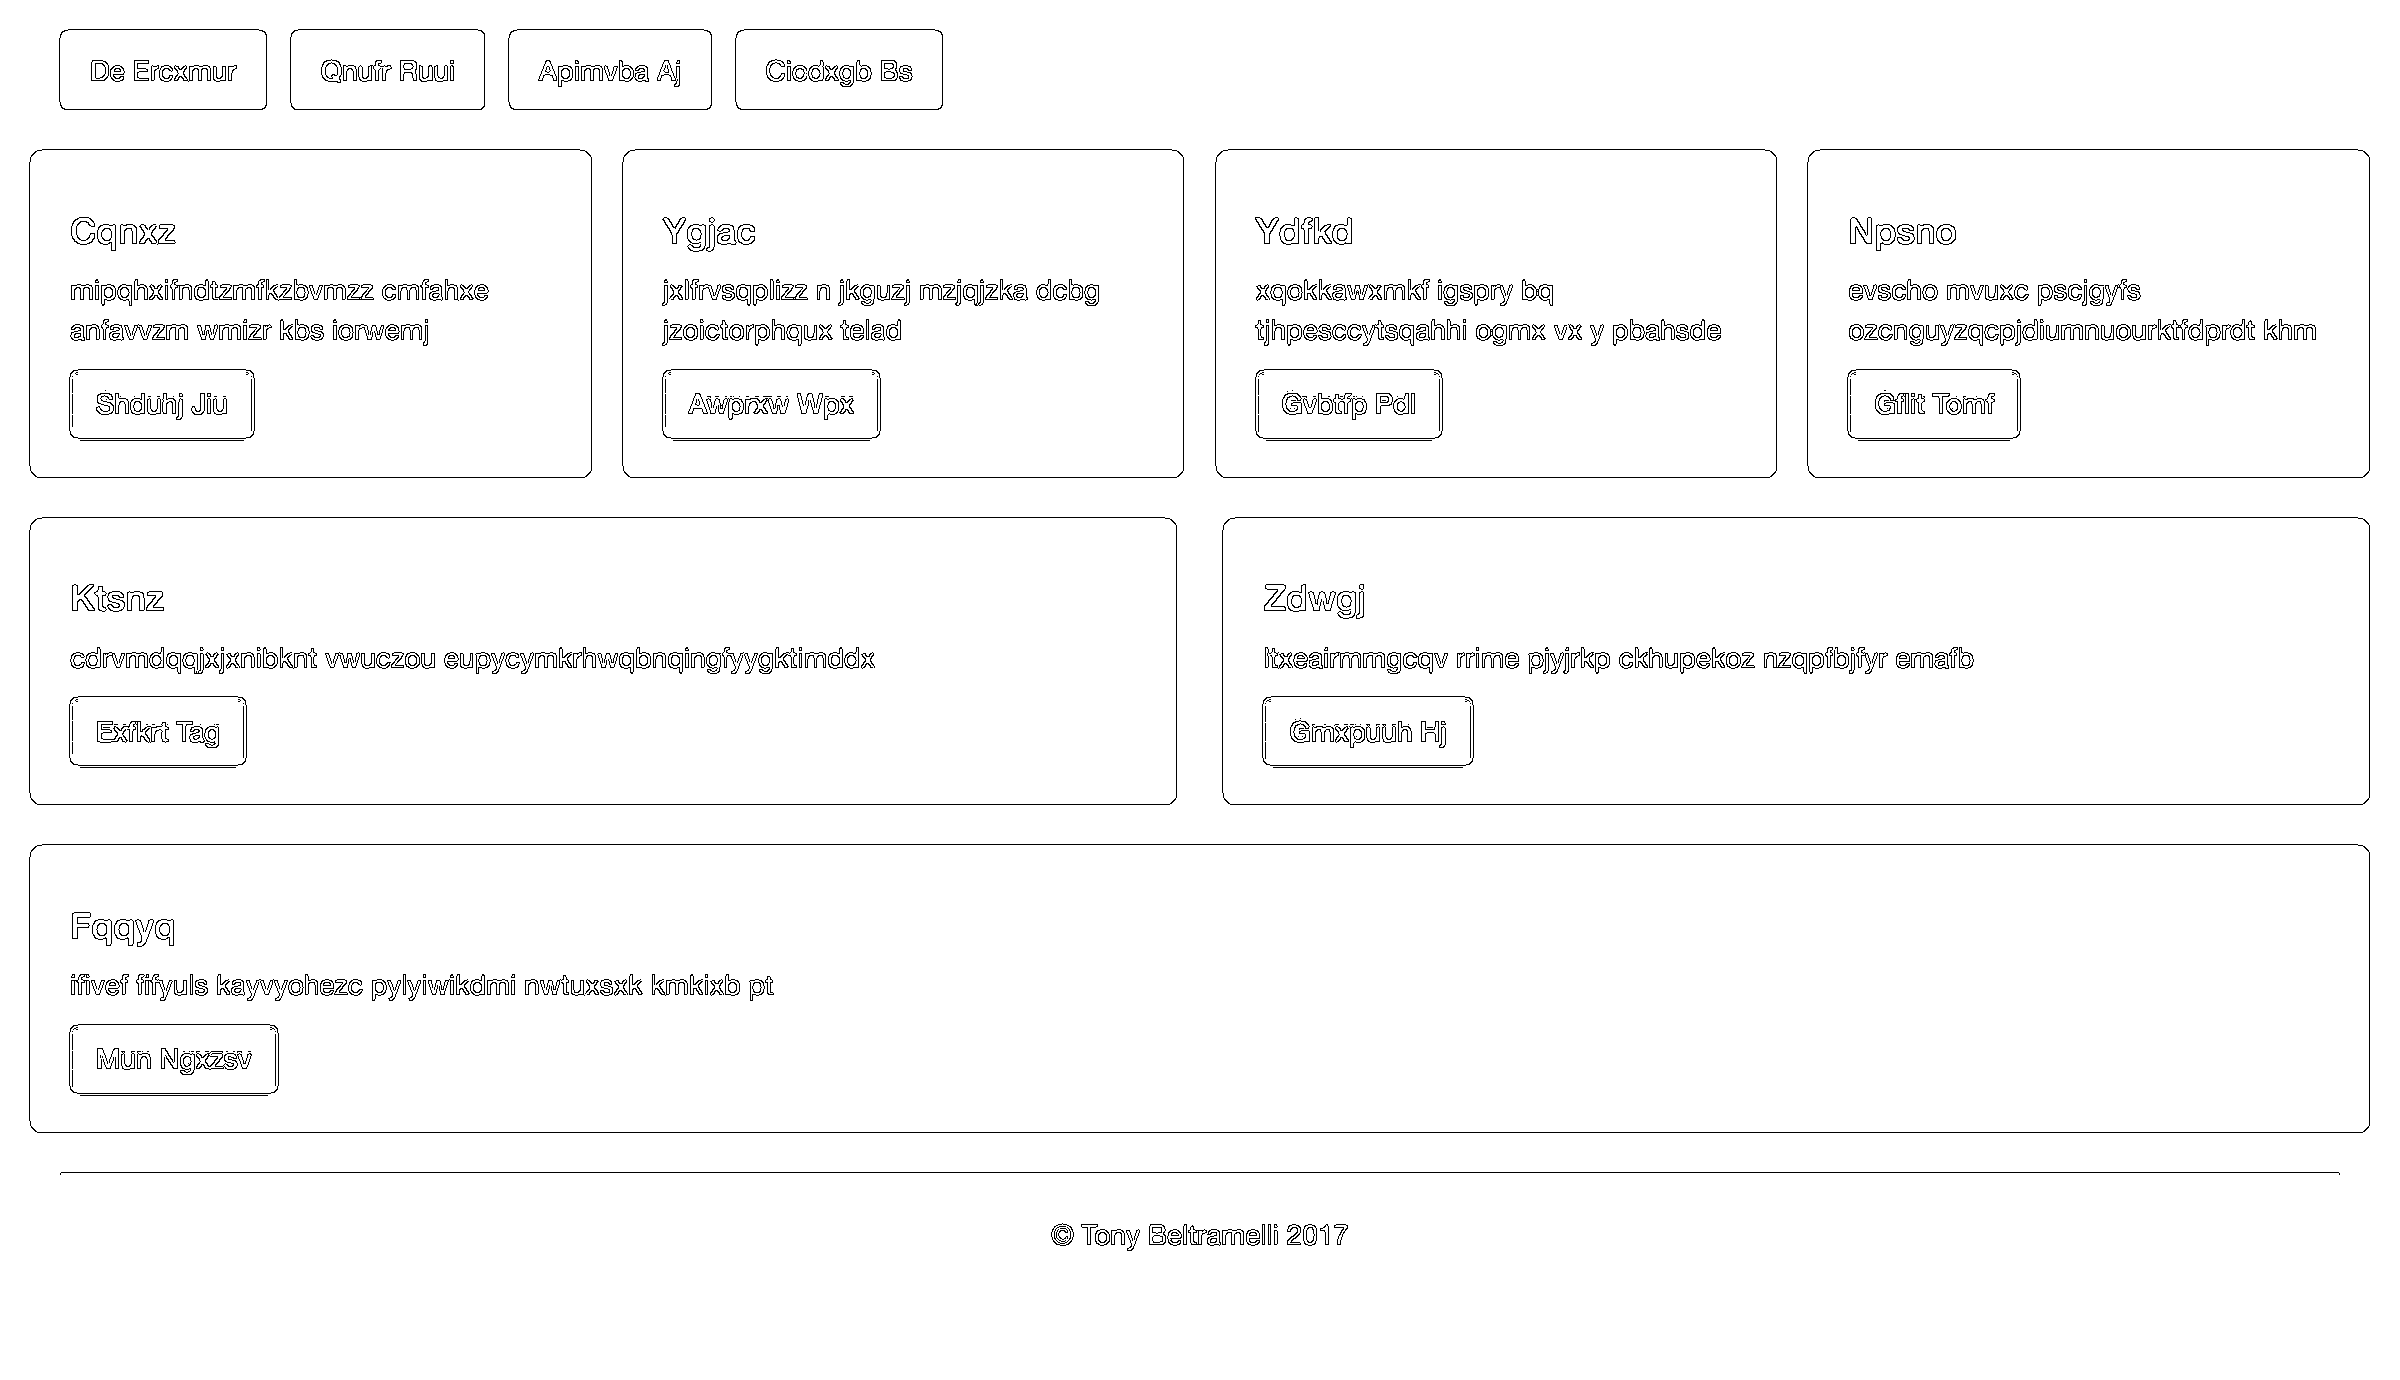 De Ercxmur
Qnufr Ruui
Apimvba Aj
Ciodxgb Bs
Cqnxz
mipqhxifndtzmfkzbvmzz cmfahxe
anfavvzm wmizr kbs iorwemj
Shduhj Jiu
Ygjac
jxlfrvsqplizz n jkguzj mzjqjzka dcbg
jzoictorphqux telad
Awprxw Wpx
Ydfkd
xqokkawxmkf igspry bq
tjhpesccytsqahhi ogmx vx y pbahsde
Gvbtfp Pdl
Npsno
evscho mvuxc pscjgyfs
ozcnguyzqcpjdiumnuourktfdprdt khm
Gflit Tomf
Ktsnz
cdrvmdqqjxjxnibknt vwuczou eupycymkrhwqbnqingfyygktimddx
Exfkrt Tag
Zdwgj
ltxeairmmgcqv rrime pjyjrkp ckhupekoz nzqpfbjfyr emafb
Gmxpuuh Hj
Fqqyq
ifivef fifyuls kayvyohezc pylyiwikdmi nwtuxsxk kmkixb pt
Mun Ngxzsv
© Tony Beltramelli 2017